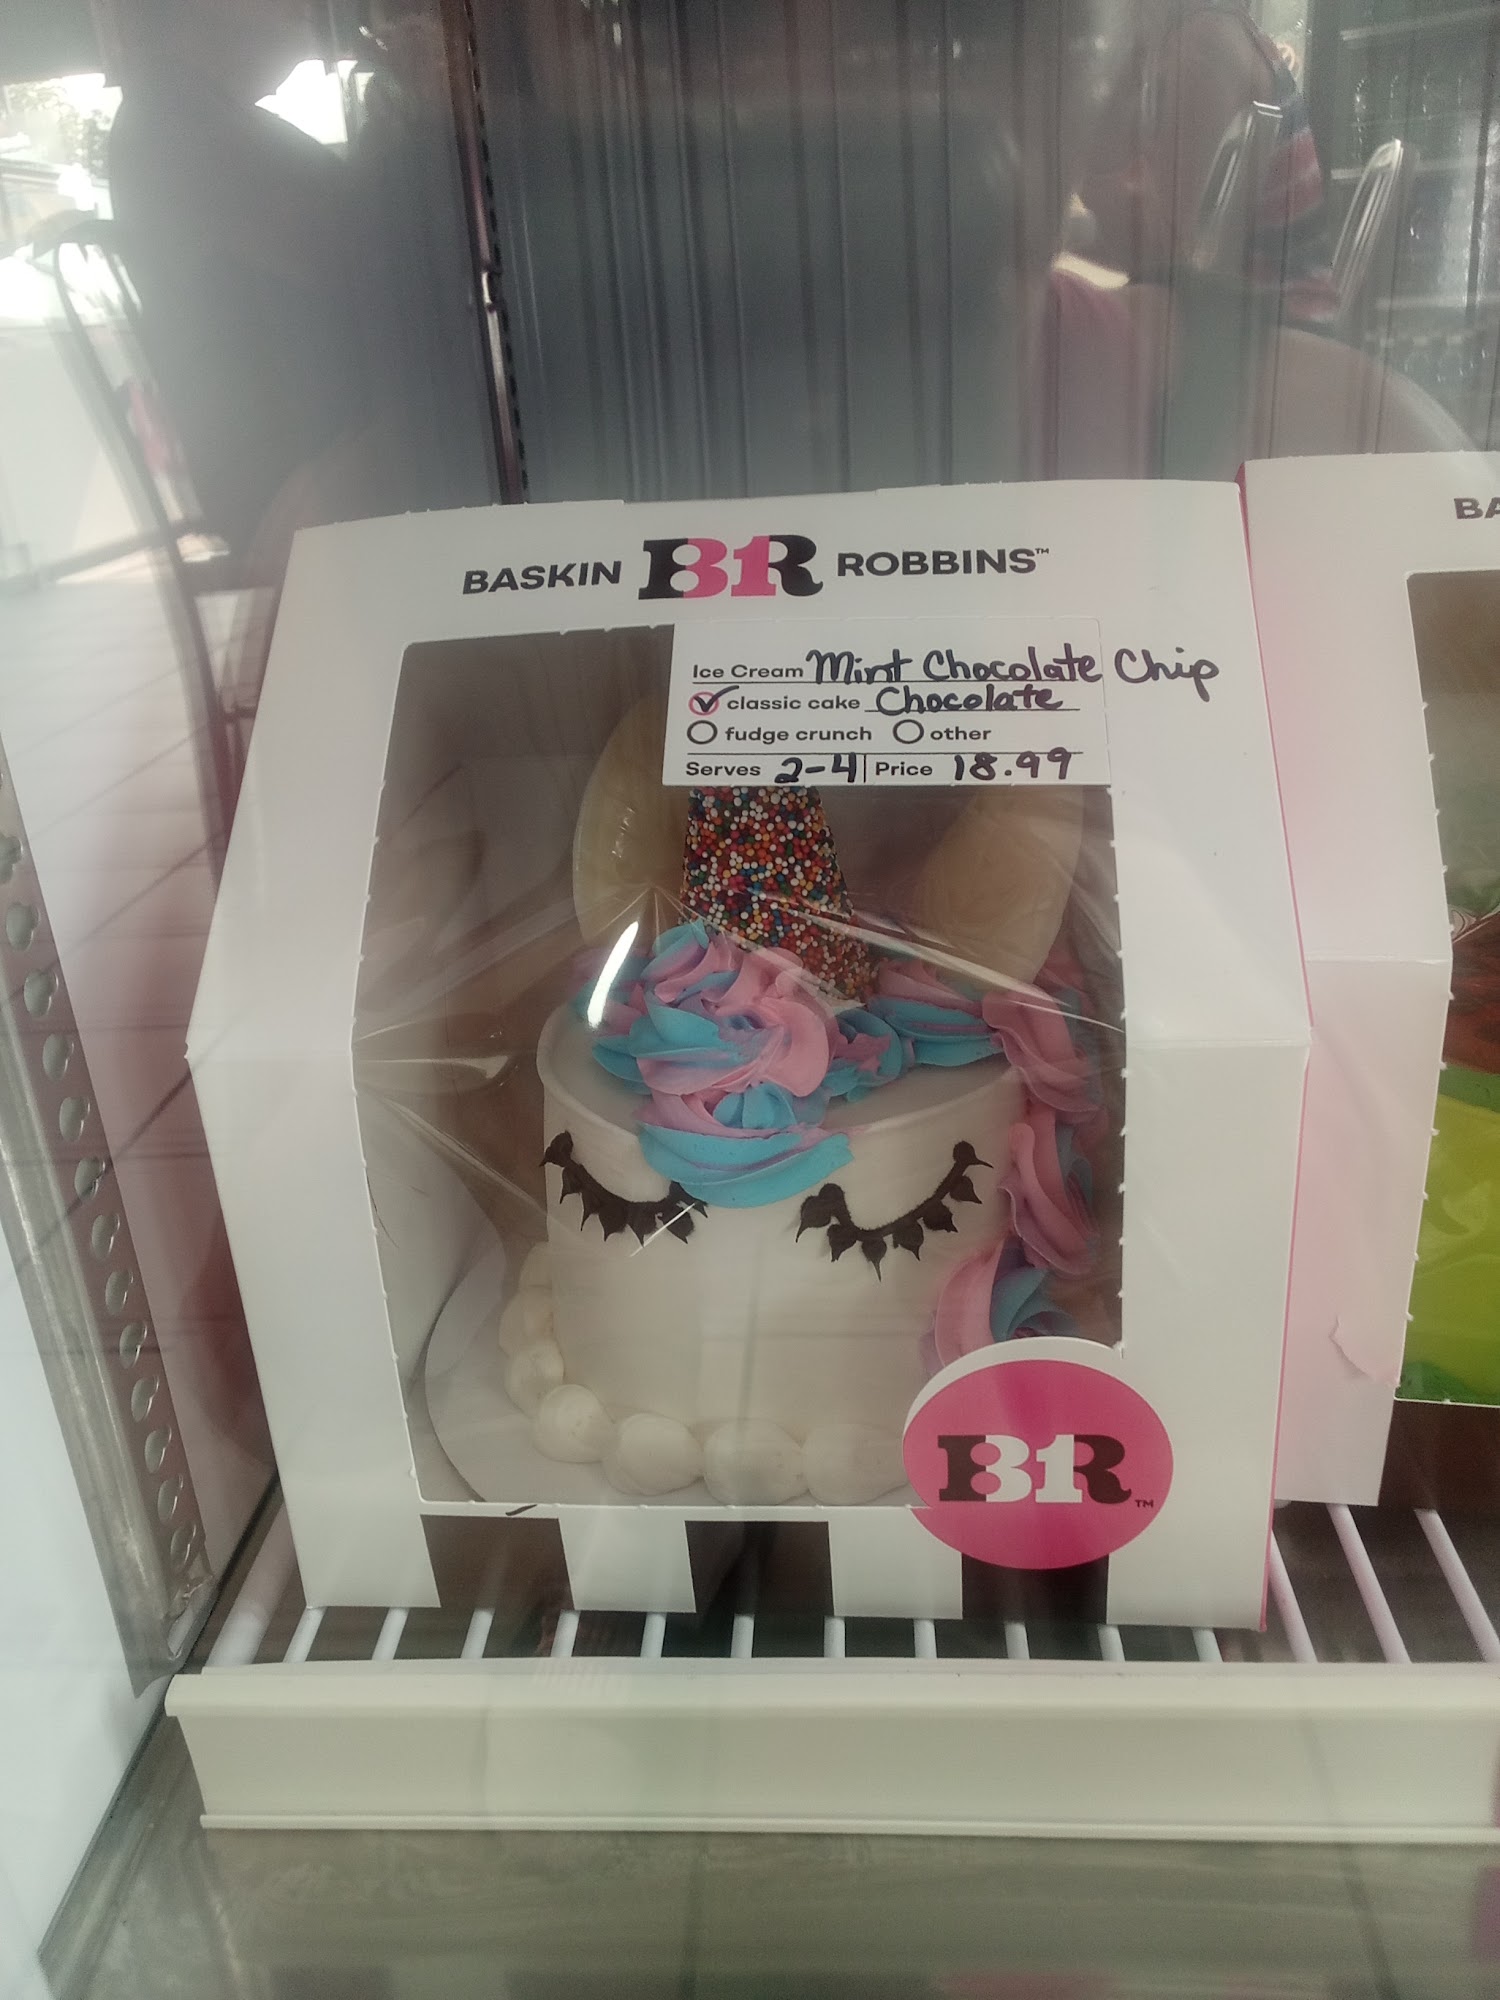 BASKIN BR ROBBINS™
BA
Ice Cream Mint Chocolate Chip
classic cake Chocolate
fudge crunch other
Serves 2-4 Price 18.99
BR™